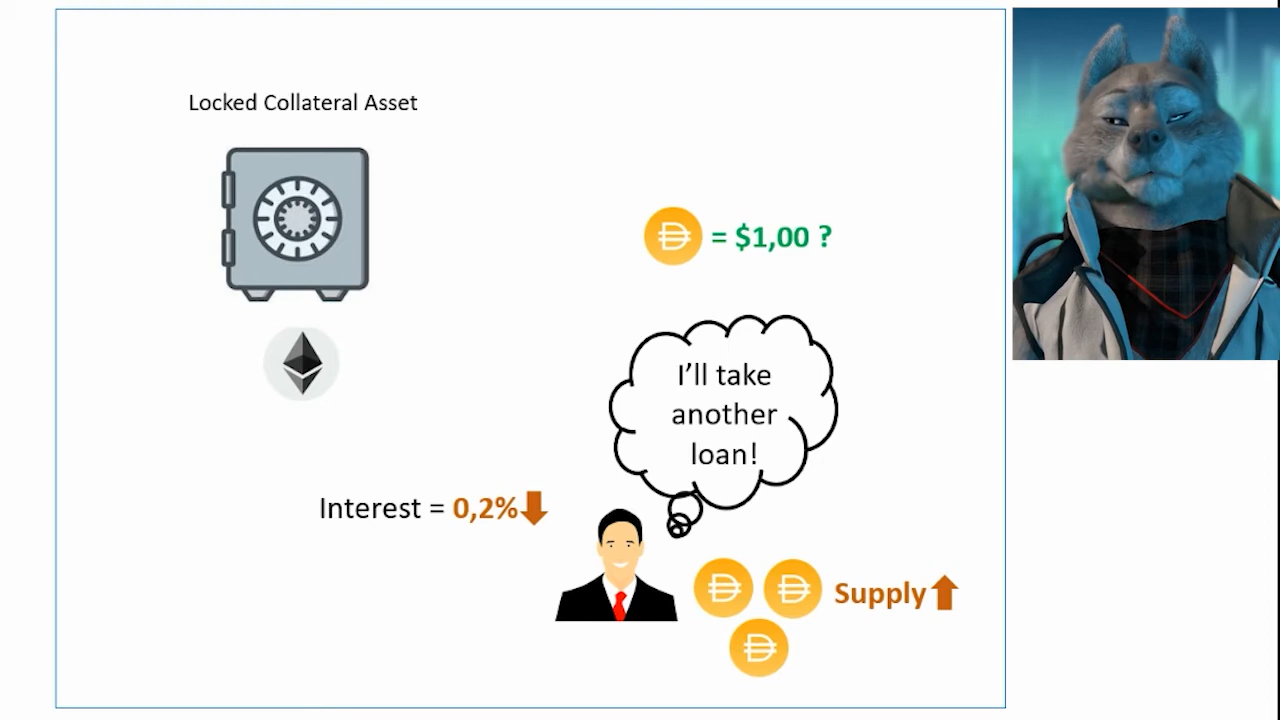 Locked Collateral Asset
= $1,00 ?
I'll take
another
loan!
Interest = 0,2%
Supply